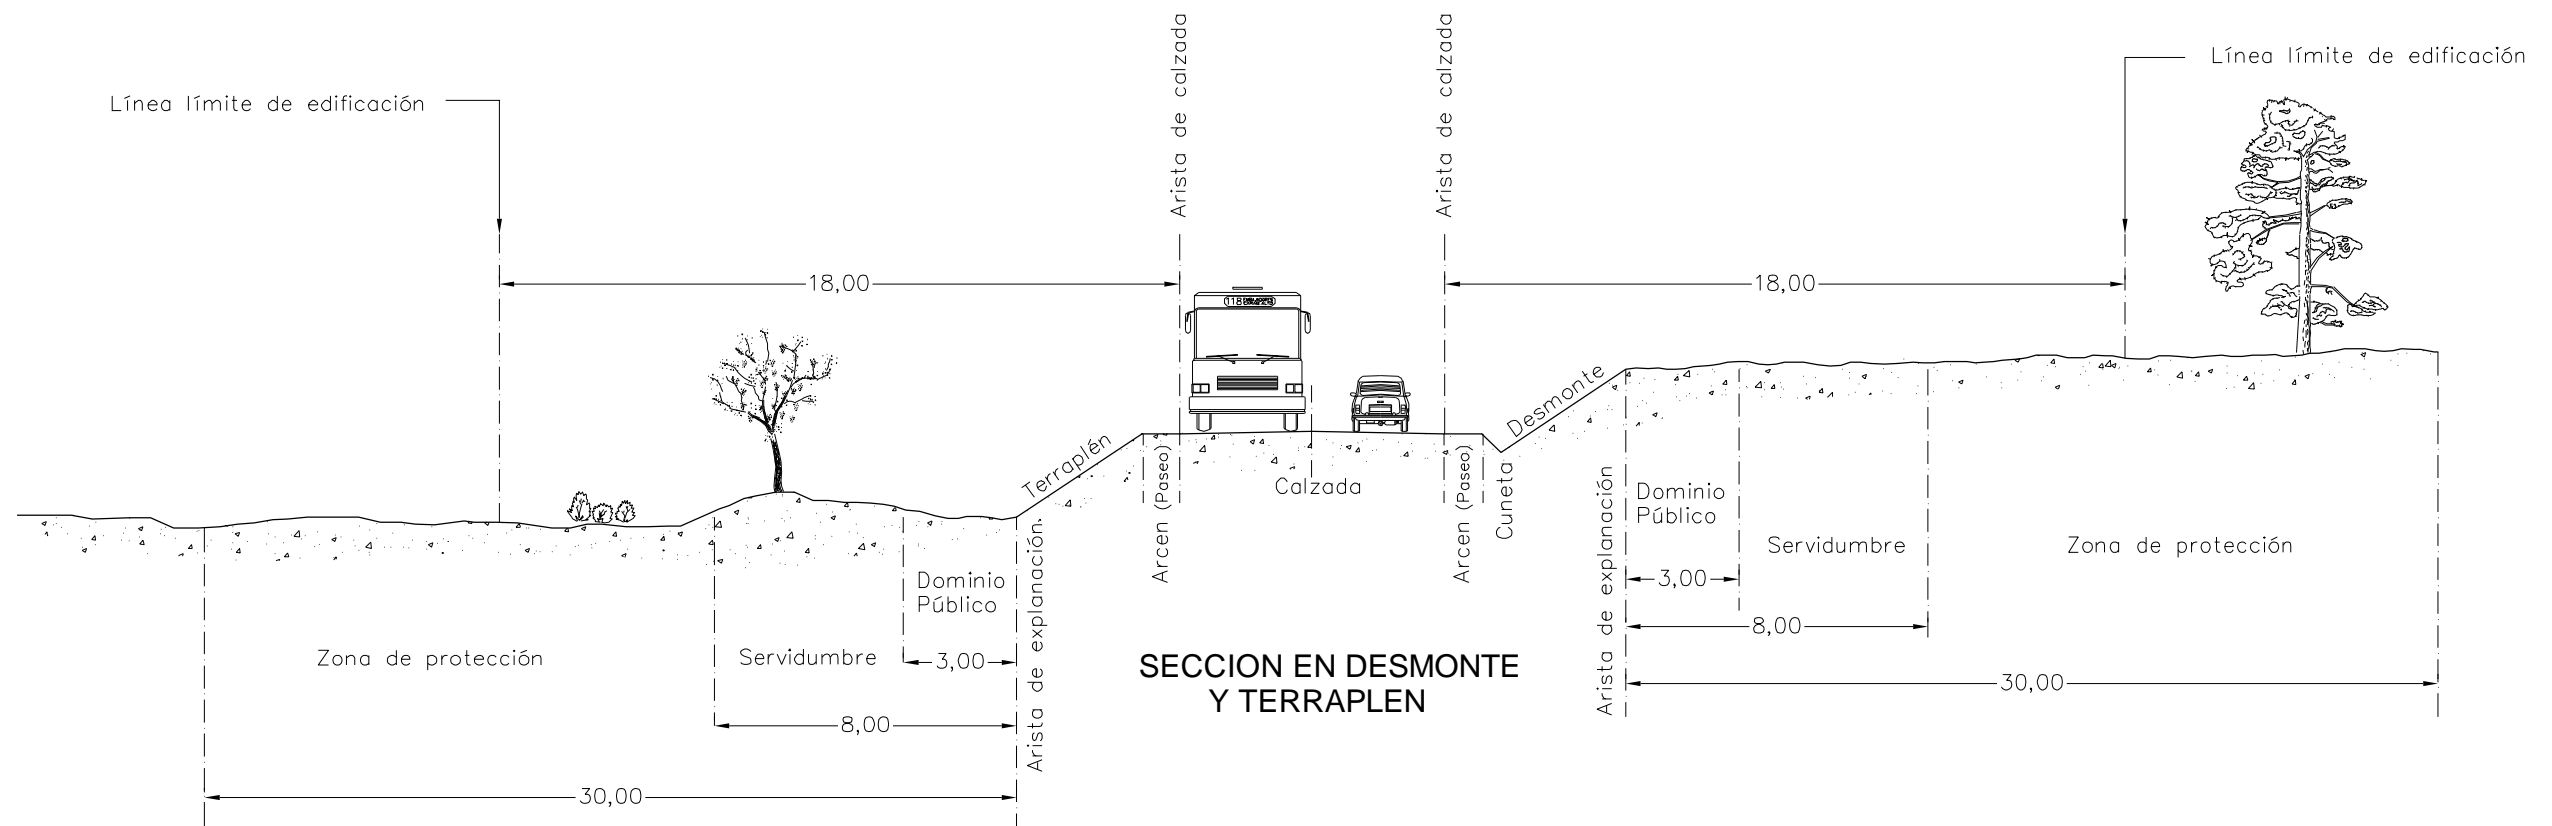 Arista de calzada
Arista de calzada
Línea límite de edificación
Línea límite de edificación
18,00
18,00
118
Terraplén
Desmonte
Arcen (Paseo)
Calzada
Arcen (Paseo)
Cuneta
Arista de explanación.
Arista de explanación
Dominio
Público
Servidumbre
Zona de protección
3,00
8,00
30,00
Dominio
Público
Zona de protección
Servidumbre
3,00
8,00
30,00
SECCION EN DESMONTE
Y TERRAPLEN